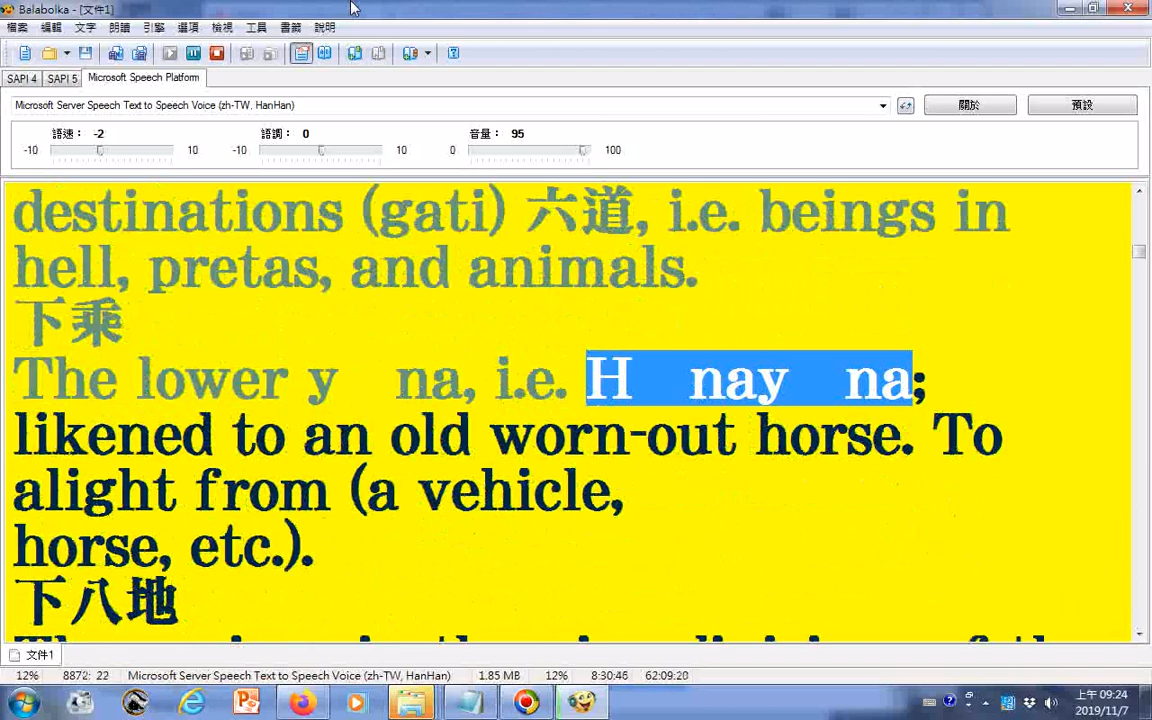 Balabolka - [文件1]
檔案 編輯 文字 朗讀 引擎 選項 檢視 工具 書籤 說明
SAPI 4 SAPI 5 Microsoft Speech Platform
Microsoft Server Speech Text to Speech Voice (zh-TW, HanHan) 關於 預設
語速： -2 語調： 0 音量： 95
-10 10 -10 10 0 100
destinations (gati) 六道, i.e. beings in
hell, pretas, and animals.
下乘
The lower y na, i.e. H nay na;
likened to an old worn-out horse. To
alight from (a vehicle,
horse, etc.).
下八地
文件1
12% 8872: 22 Microsoft Server Speech Text to Speech Voice (zh-TW, HanHan) 1.85 MB 12% 8:30:46 62:09:20
上午 09:24
2019/11/7